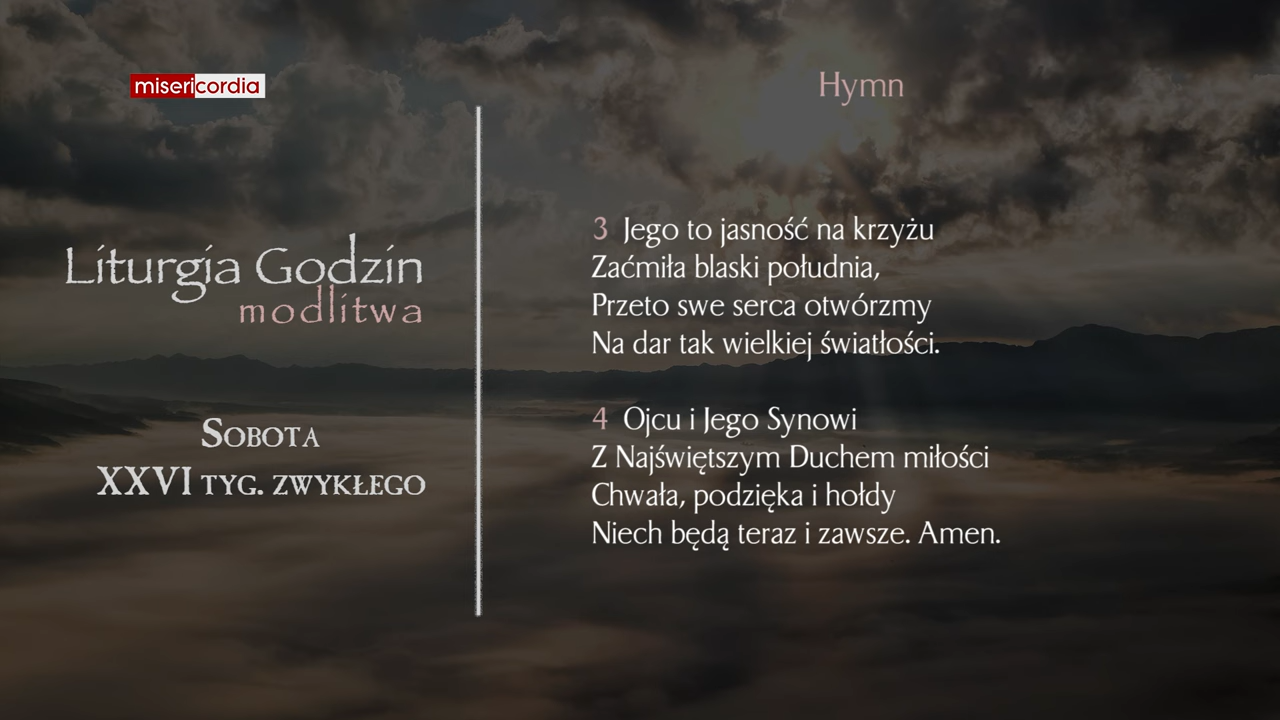 misericordia
Liturgia Godzin
modlitwa
Sobota
XXVI tyg. zwykłego
Hymn
3 Jego to jasność na krzyżu
Zaćmiła blaski południa,
Przeto swe serca otwórzmy
Na dar tak wielkiej światłości.
4 Ojcu i Jego Synowi
Z Najświętszym Duchem miłości
Chwała, podzięka i hołdy
Niech będą teraz i zawsze. Amen.